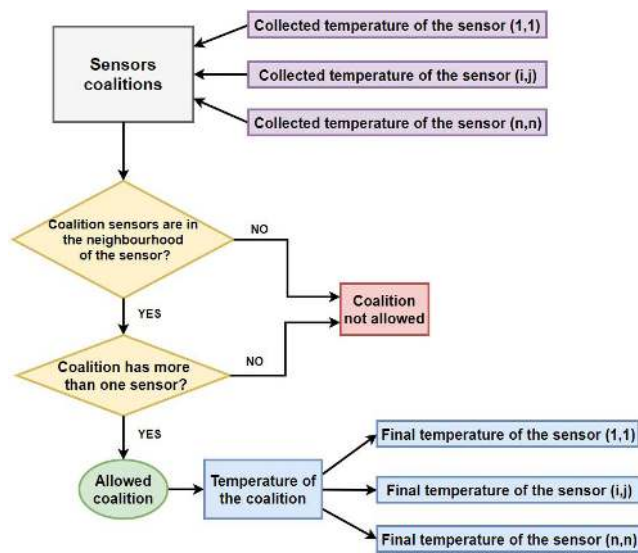 Collected temperature of the sensor (1,1)
Sensors
coalitions
Collected temperature of the sensor (i,j)
Collected temperature of the sensor (n,n)
Coalition sensors are in
the neighbourhood
of the sensor?
NO
YES
Coalition
not allowed
Coalition has more
than one sensor?
NO
YES
Allowed
coalition
Temperature of
the coalition
Final temperature of the sensor (1,1)
Final temperature of the sensor (i,j)
Final temperature of the sensor (n,n)